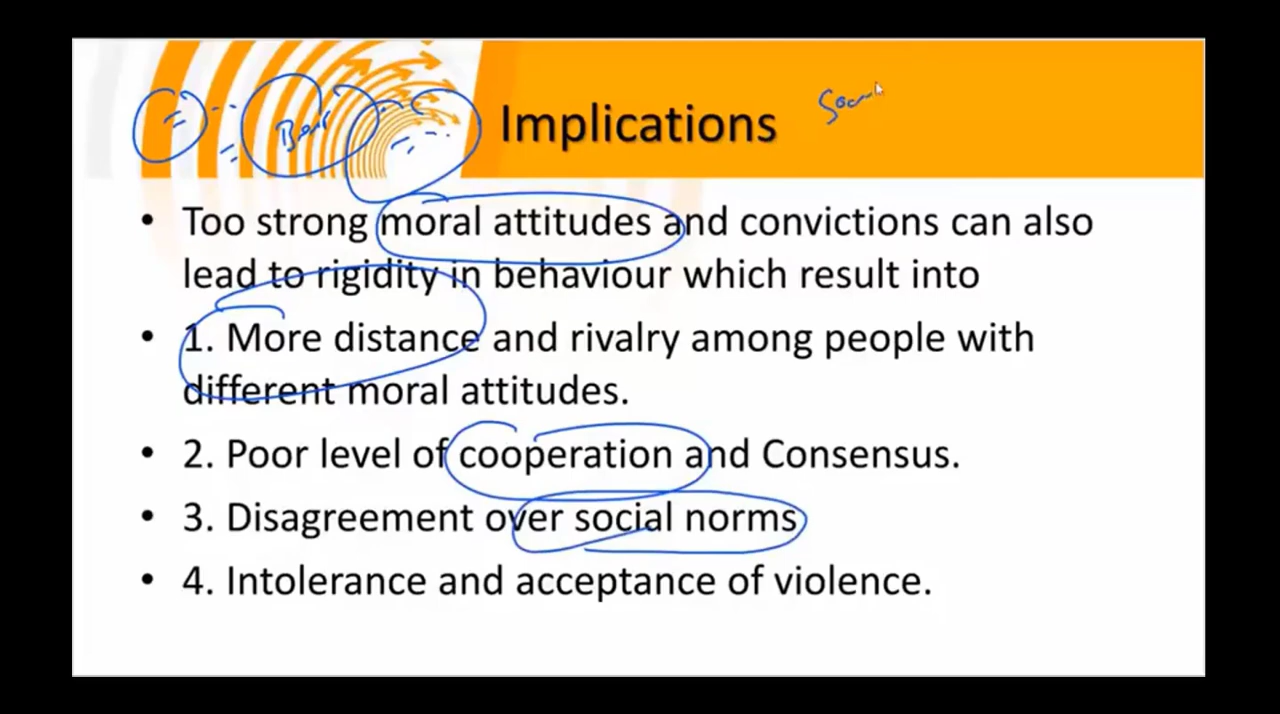 Implications
• Too strong moral attitudes and convictions can also
lead to rigidity in behaviour which result into
• 1. More distance and rivalry among people with
different moral attitudes.
• 2. Poor level of cooperation and Consensus.
• 3. Disagreement over social norms
• 4. Intolerance and acceptance of violence.